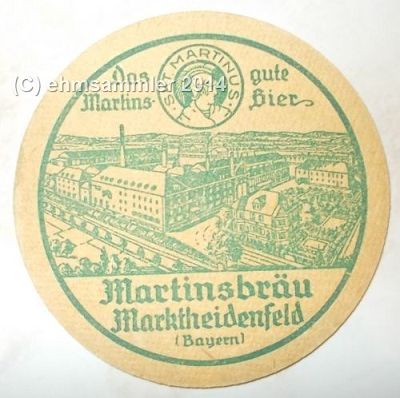 (C) ehmsammler 2014
ST. MARTINUS
Das gute
Martins- Bier
Martinsbräu
Marktheidenfeld
(Bayern)